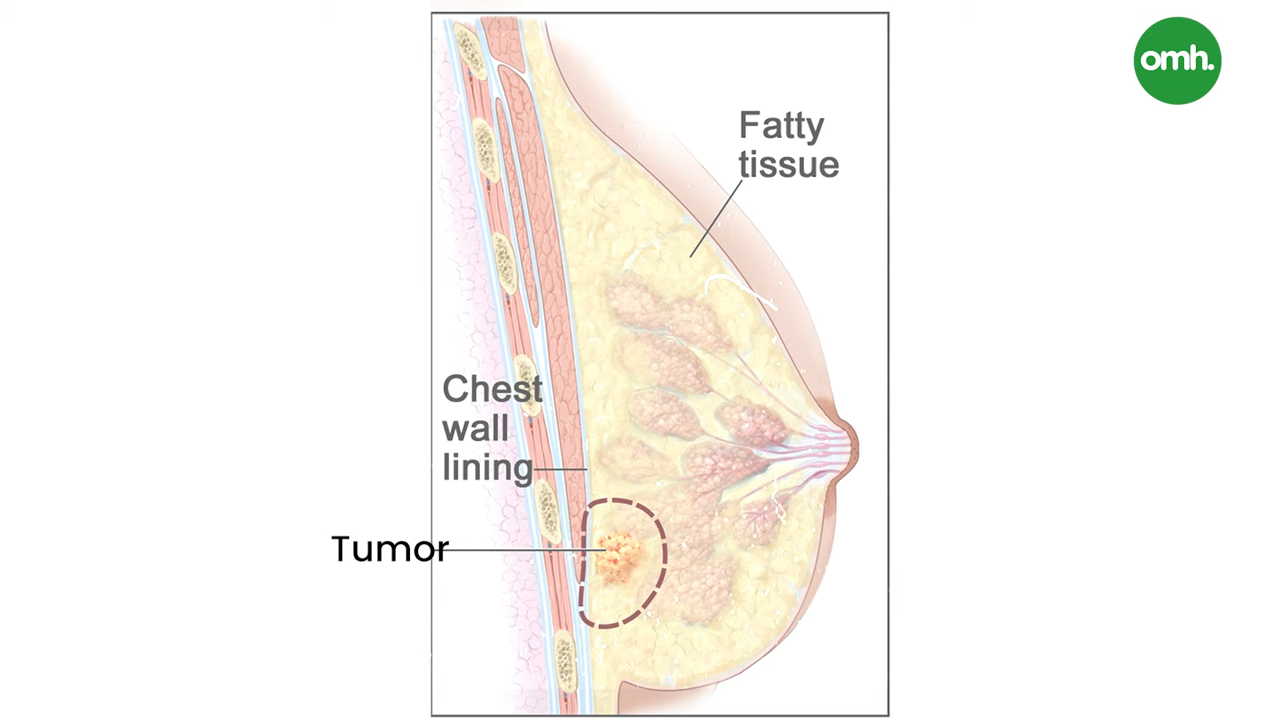 omh.
Fatty
tissue
Chest
wall
lining
Tumor